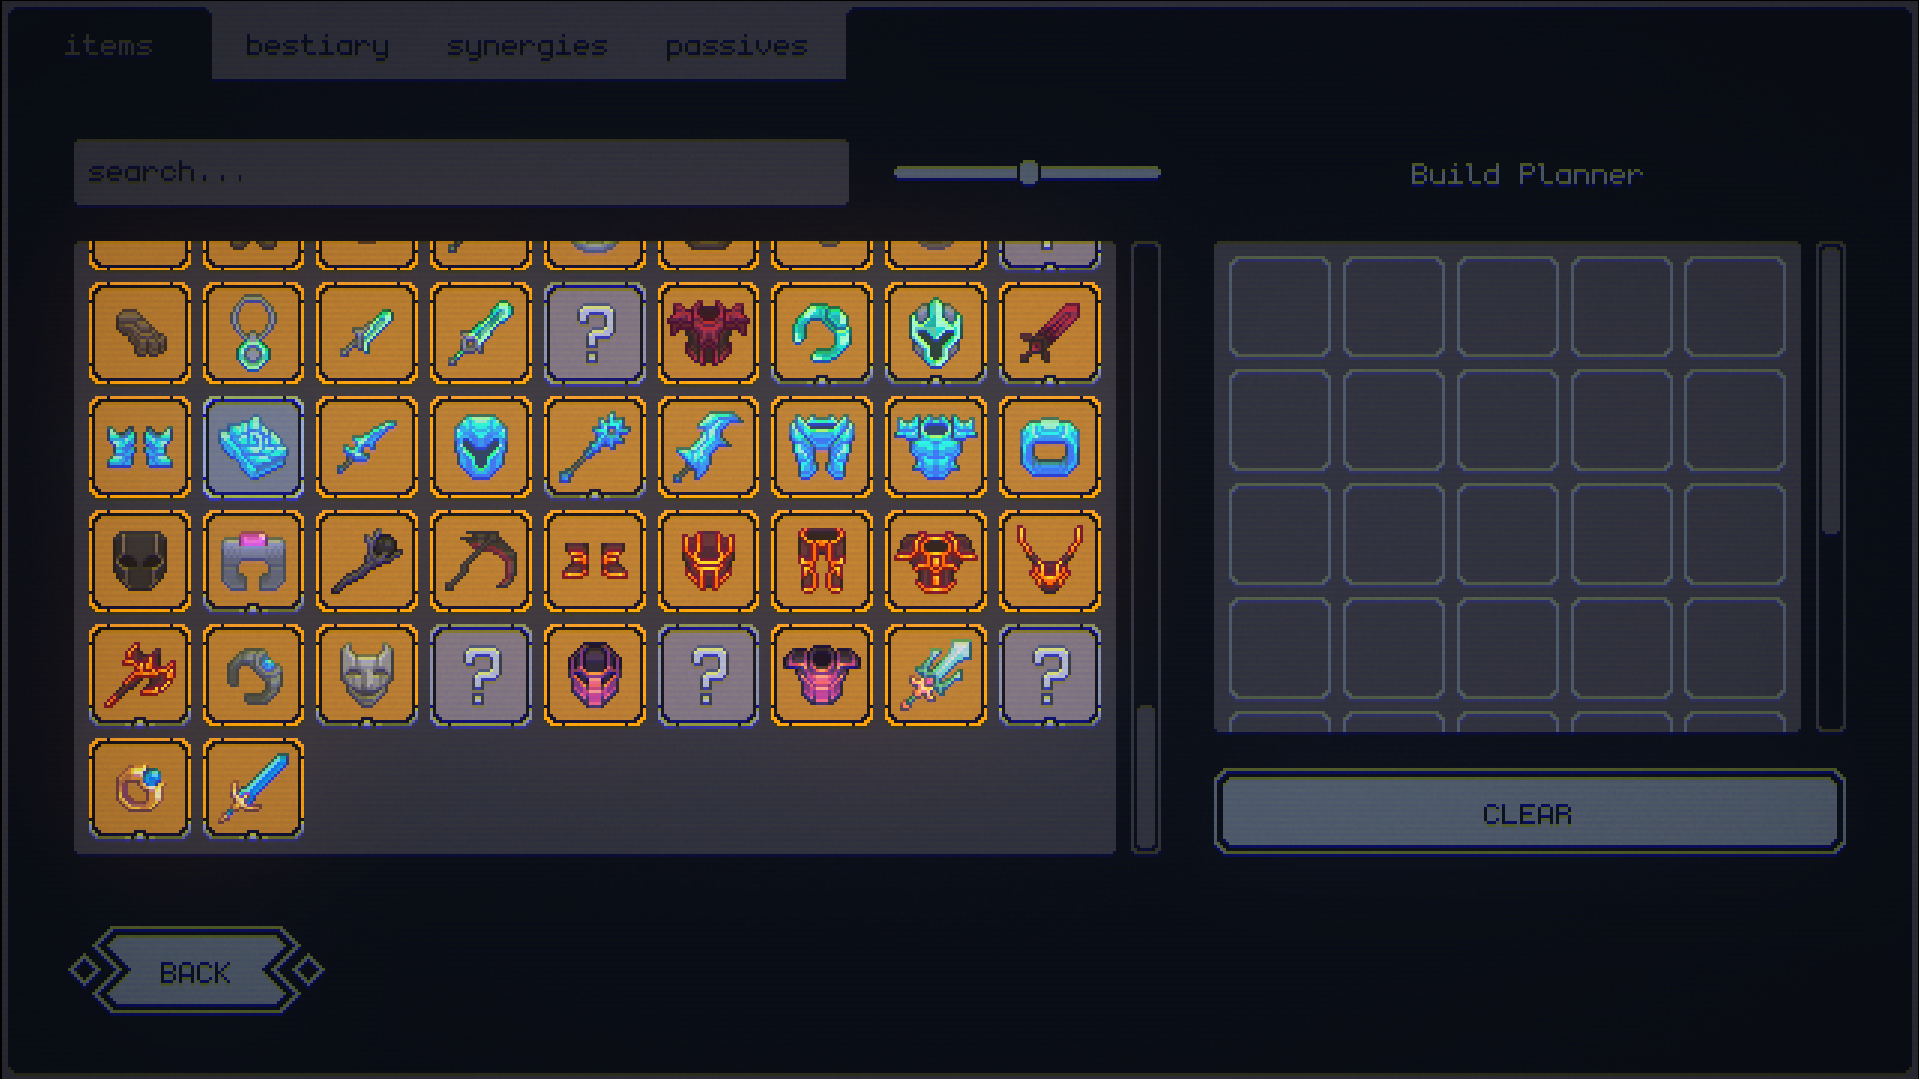 items
bestiary
synergies
passives
search...
Build Planner
?
?
?
?
?
CLEAR
BACK